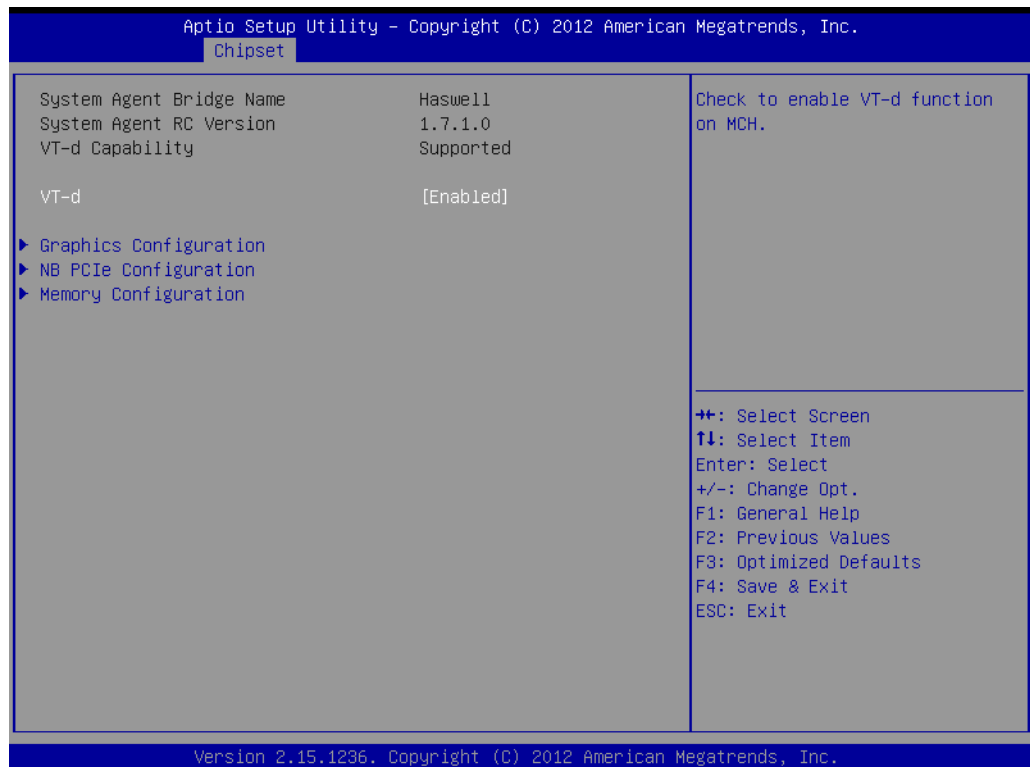 Aptio Setup Utility – Copyright (C) 2012 American Megatrends, Inc.
Chipset
System Agent Bridge Name Haswell
System Agent RC Version 1.7.1.0
VT-d Capability Supported
VT-d [Enabled]
Graphics Configuration
NB PCIe Configuration
Memory Configuration
Check to enable VT-d function
on MCH.
→←: Select Screen
↑↓: Select Item
Enter: Select
+/-: Change Opt.
F1: General Help
F2: Previous Values
F3: Optimized Defaults
F4: Save & Exit
ESC: Exit
Version 2.15.1236. Copyright (C) 2012 American Megatrends, Inc.